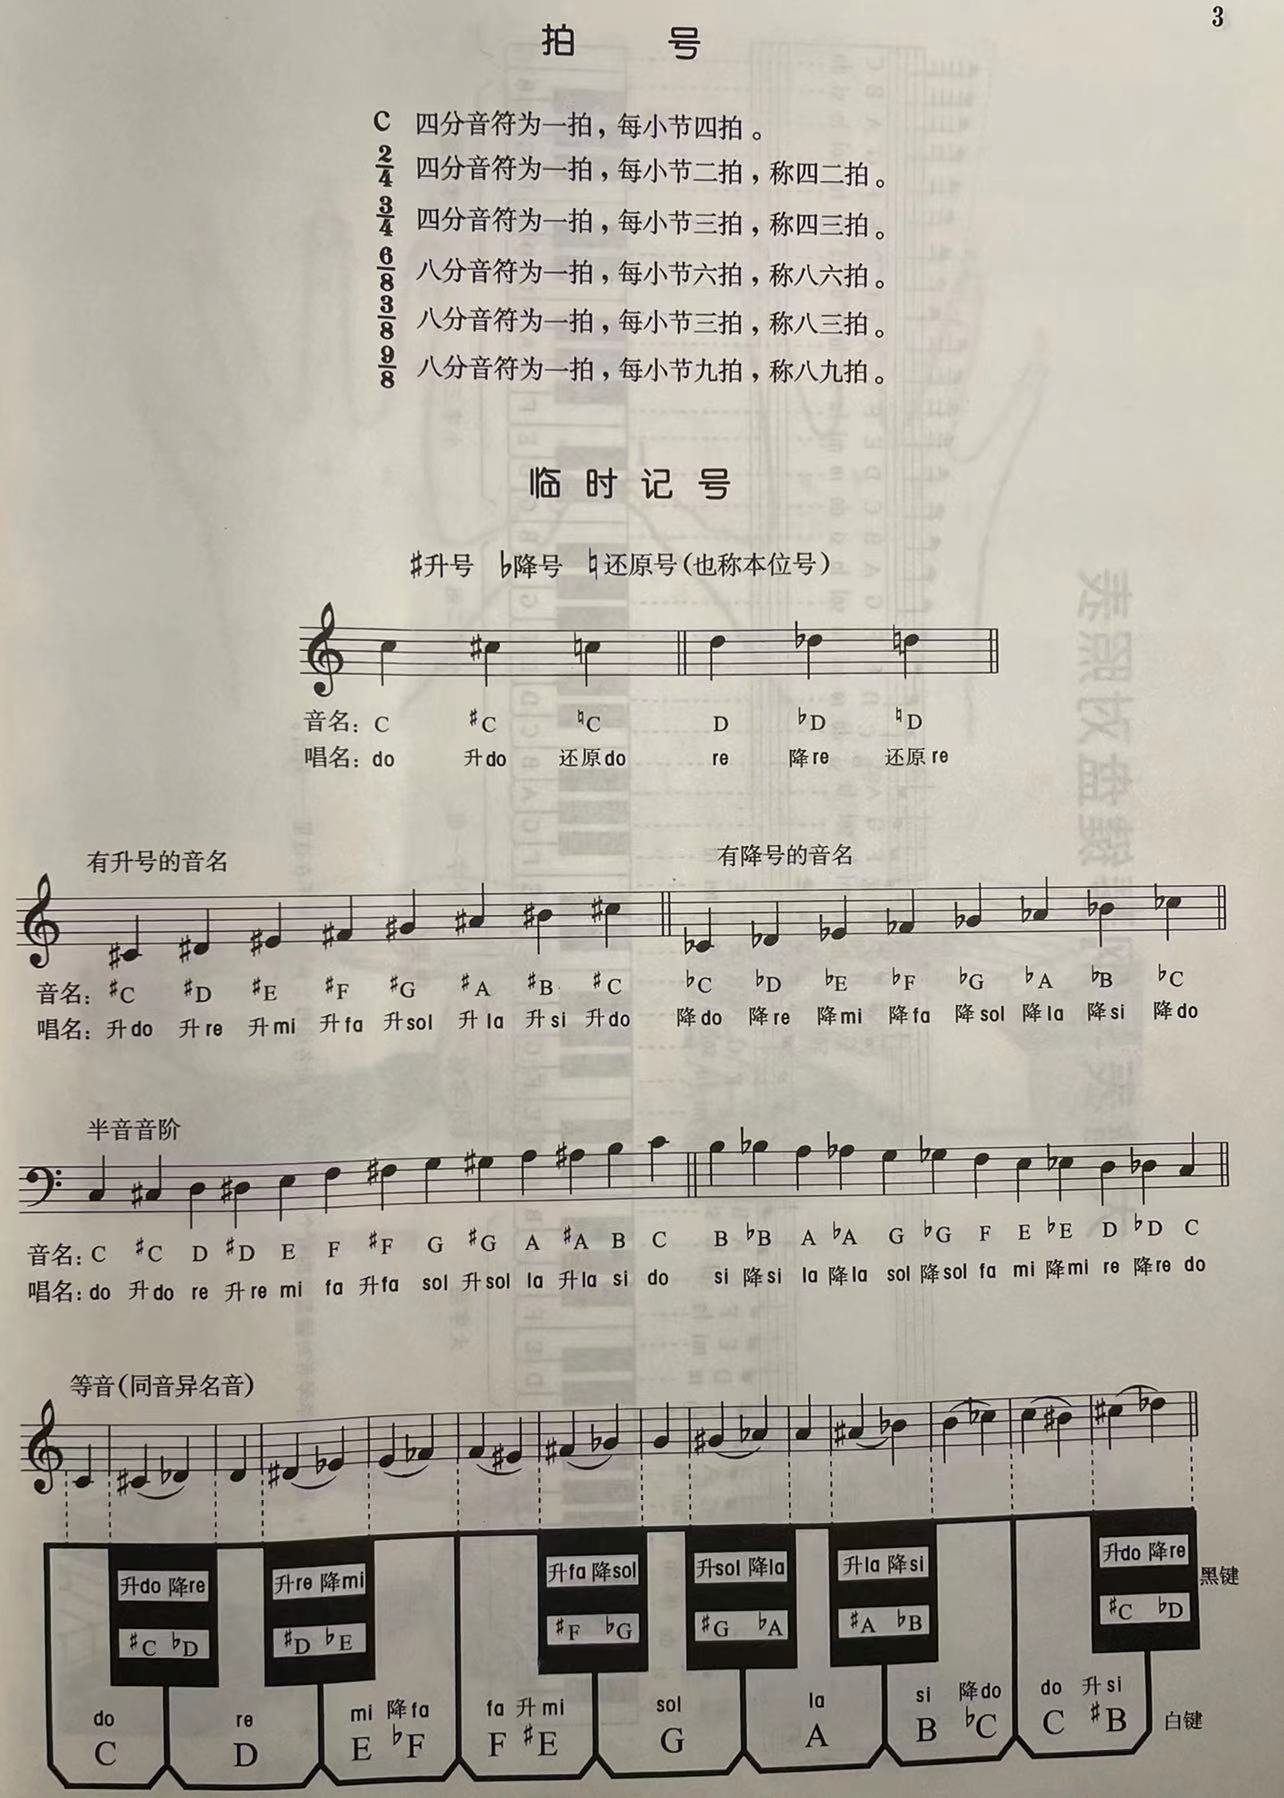 3
拍 号
C 四分音符为一拍，每小节四拍。
2/4 四分音符为一拍，每小节二拍，称四二拍。
3/4 四分音符为一拍，每小节三拍，称四三拍。
6/8 八分音符为一拍，每小节六拍，称八六拍。
3/8 八分音符为一拍，每小节三拍，称八三拍。
9/8 八分音符为一拍，每小节九拍，称八九拍。
临时记号
♯升号 ♭降号 ♮还原号(也称本位号)
音名: C ♯C ♮C D ♭D ♮D
唱名: do 升do 还原do re 降re 还原re
有升号的音名 有降号的音名
音名: ♯C ♯D ♯E ♯F ♯G ♯A ♯B ♯C ♭C ♭D ♭E ♭F ♭G ♭A ♭B ♭C
唱名: 升do 升re 升mi 升fa 升sol 升la 升si 升do 降do 降re 降mi 降fa 降sol 降la 降si 降do
半音音阶
音名: C ♯C D ♯D E F ♯F G ♯G A ♯A B C B ♭B A ♭A G ♭G F E ♭E D ♭D C
唱名: do 升do re 升re mi fa 升fa sol 升sol la 升la si do si 降si la 降la sol 降sol fa mi 降mi re 降re do
等音(同音异名音)
升do 降re 升re 降mi 升fa 降sol 升sol 降la 升la 降si 升do 降re 黑键
♯C ♭D ♯D ♭E ♯F ♭G ♯G ♭A ♯A ♭B ♯C ♭D
do re mi 降fa fa 升mi sol la si 降do do 升si
C D E ♭F F ♯E G A B ♭C C ♯B 白键